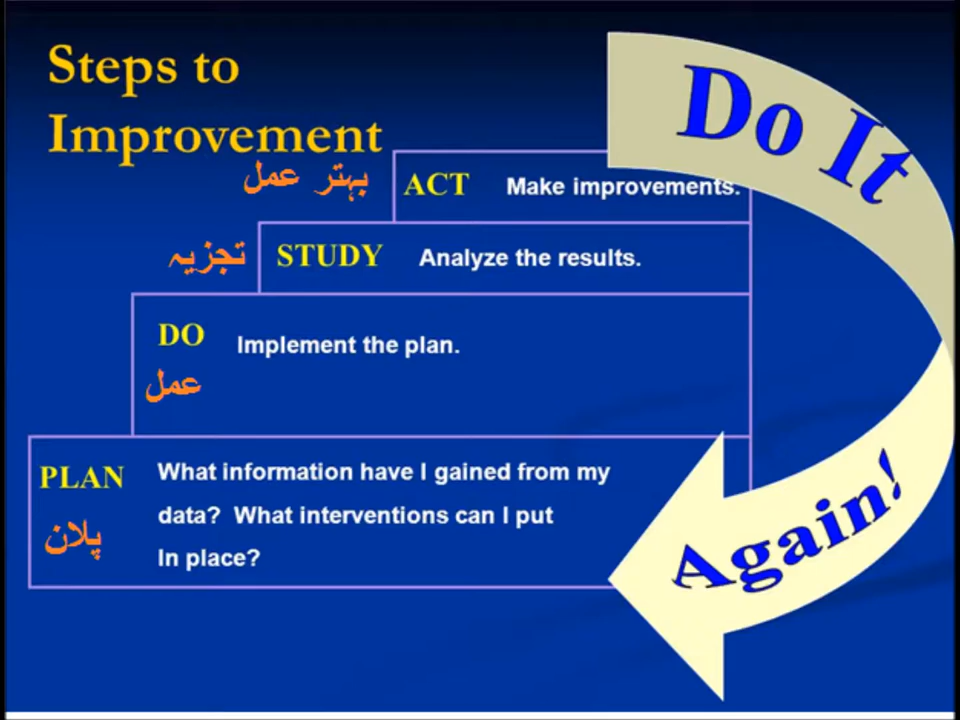 Steps to
Improvement
بہتر عمل
ACT Make improvements.
تجزیہ
STUDY Analyze the results.
DO Implement the plan.
عمل
PLAN What information have I gained from my
data? What interventions can I put
In place?
پلان
Do It
Again!